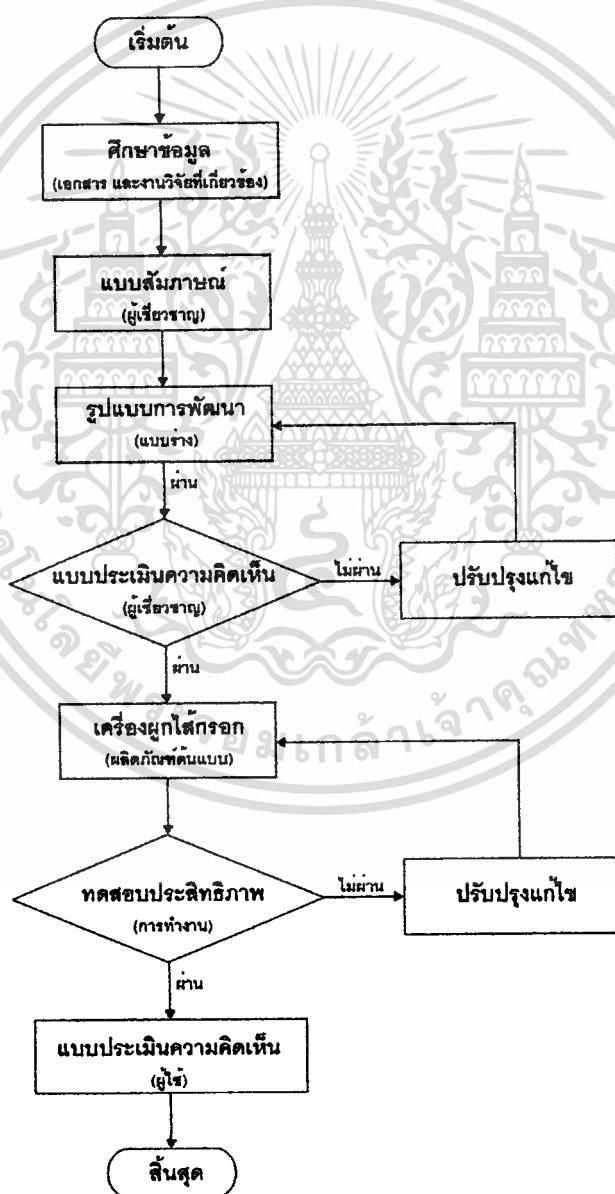 เริ่มต้น
ศึกษาข้อมูล
(เอกสาร และงานวิจัยที่เกี่ยวข้อง)
แบบสัมภาษณ์
(ผู้เชี่ยวชาญ)
รูปแบบการพัฒนา
(แบบร่าง)
ผ่าน
แบบประเมินความคิดเห็น
(ผู้เชี่ยวชาญ)
ไม่ผ่าน
ปรับปรุงแก้ไข
ผ่าน
เครื่องผูกไส้กรอก
(ผลิตภัณฑ์ต้นแบบ)
ทดสอบประสิทธิภาพ
(การทำงาน)
ไม่ผ่าน
ปรับปรุงแก้ไข
ผ่าน
แบบประเมินความคิดเห็น
(ผู้ใช้)
สิ้นสุด